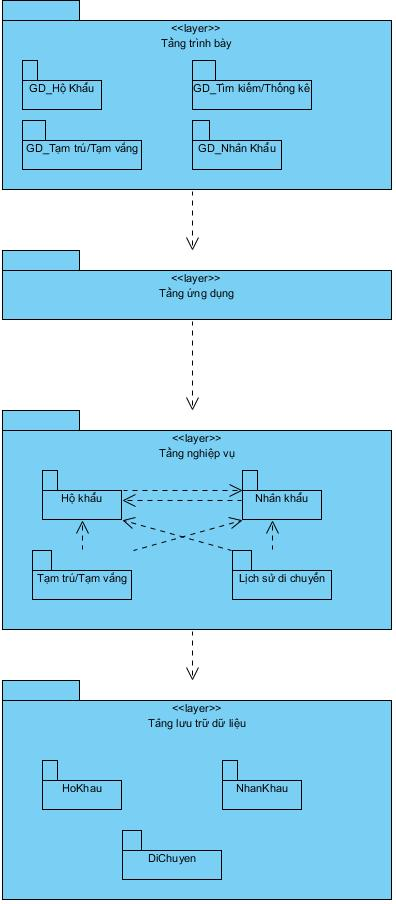 <<layer>>
Tầng trình bày
GD_Hộ Khẩu
GD_Tìm kiếm/Thống kê
GD_Tạm trú/Tạm vắng
GD_Nhân Khẩu
<<layer>>
Tầng ứng dụng
<<layer>>
Tầng nghiệp vụ
Hộ khẩu
Nhân khẩu
Tạm trú/Tạm vắng
Lịch sử di chuyển
<<layer>>
Tầng lưu trữ dữ liệu
HoKhau
NhanKhau
DiChuyen